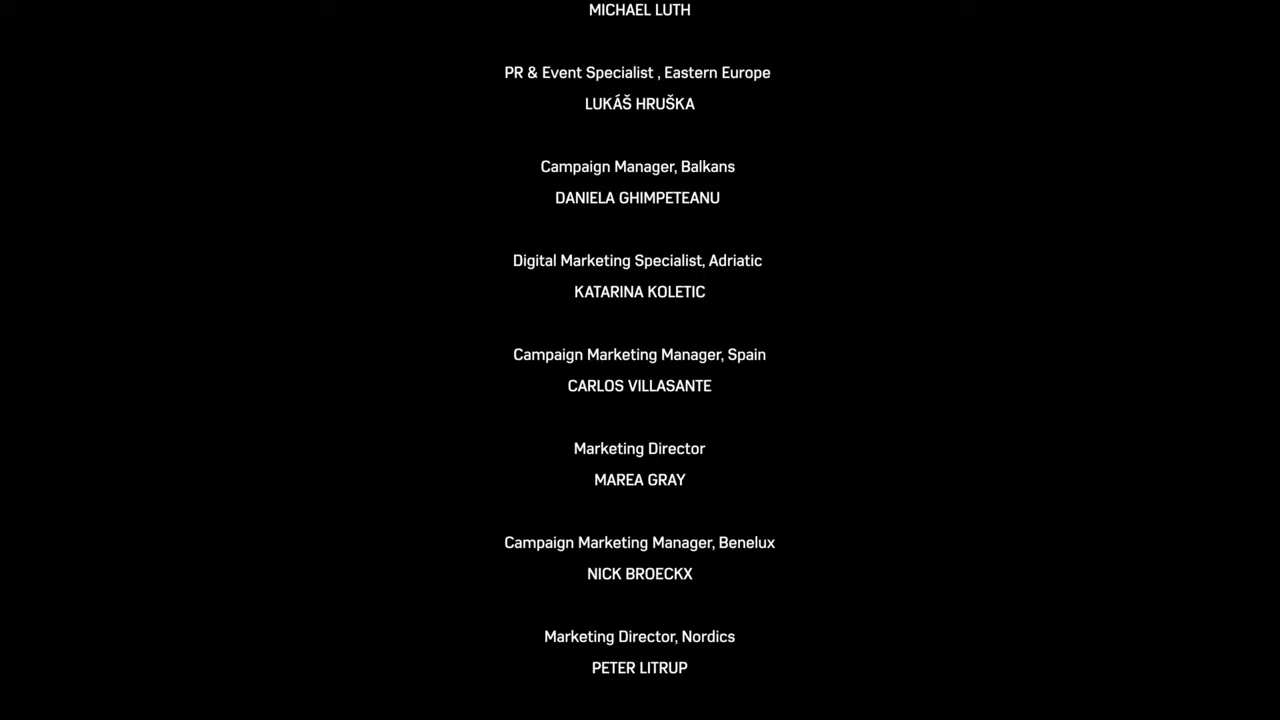 MICHAEL LUTH
PR & Event Specialist , Eastern Europe
LUKÁŠ HRUŠKA
Campaign Manager, Balkans
DANIELA GHIMPETEANU
Digital Marketing Specialist, Adriatic
KATARINA KOLETIC
Campaign Marketing Manager, Spain
CARLOS VILLASANTE
Marketing Director
MAREA GRAY
Campaign Marketing Manager, Benelux
NICK BROECKX
Marketing Director, Nordics
PETER LITRUP